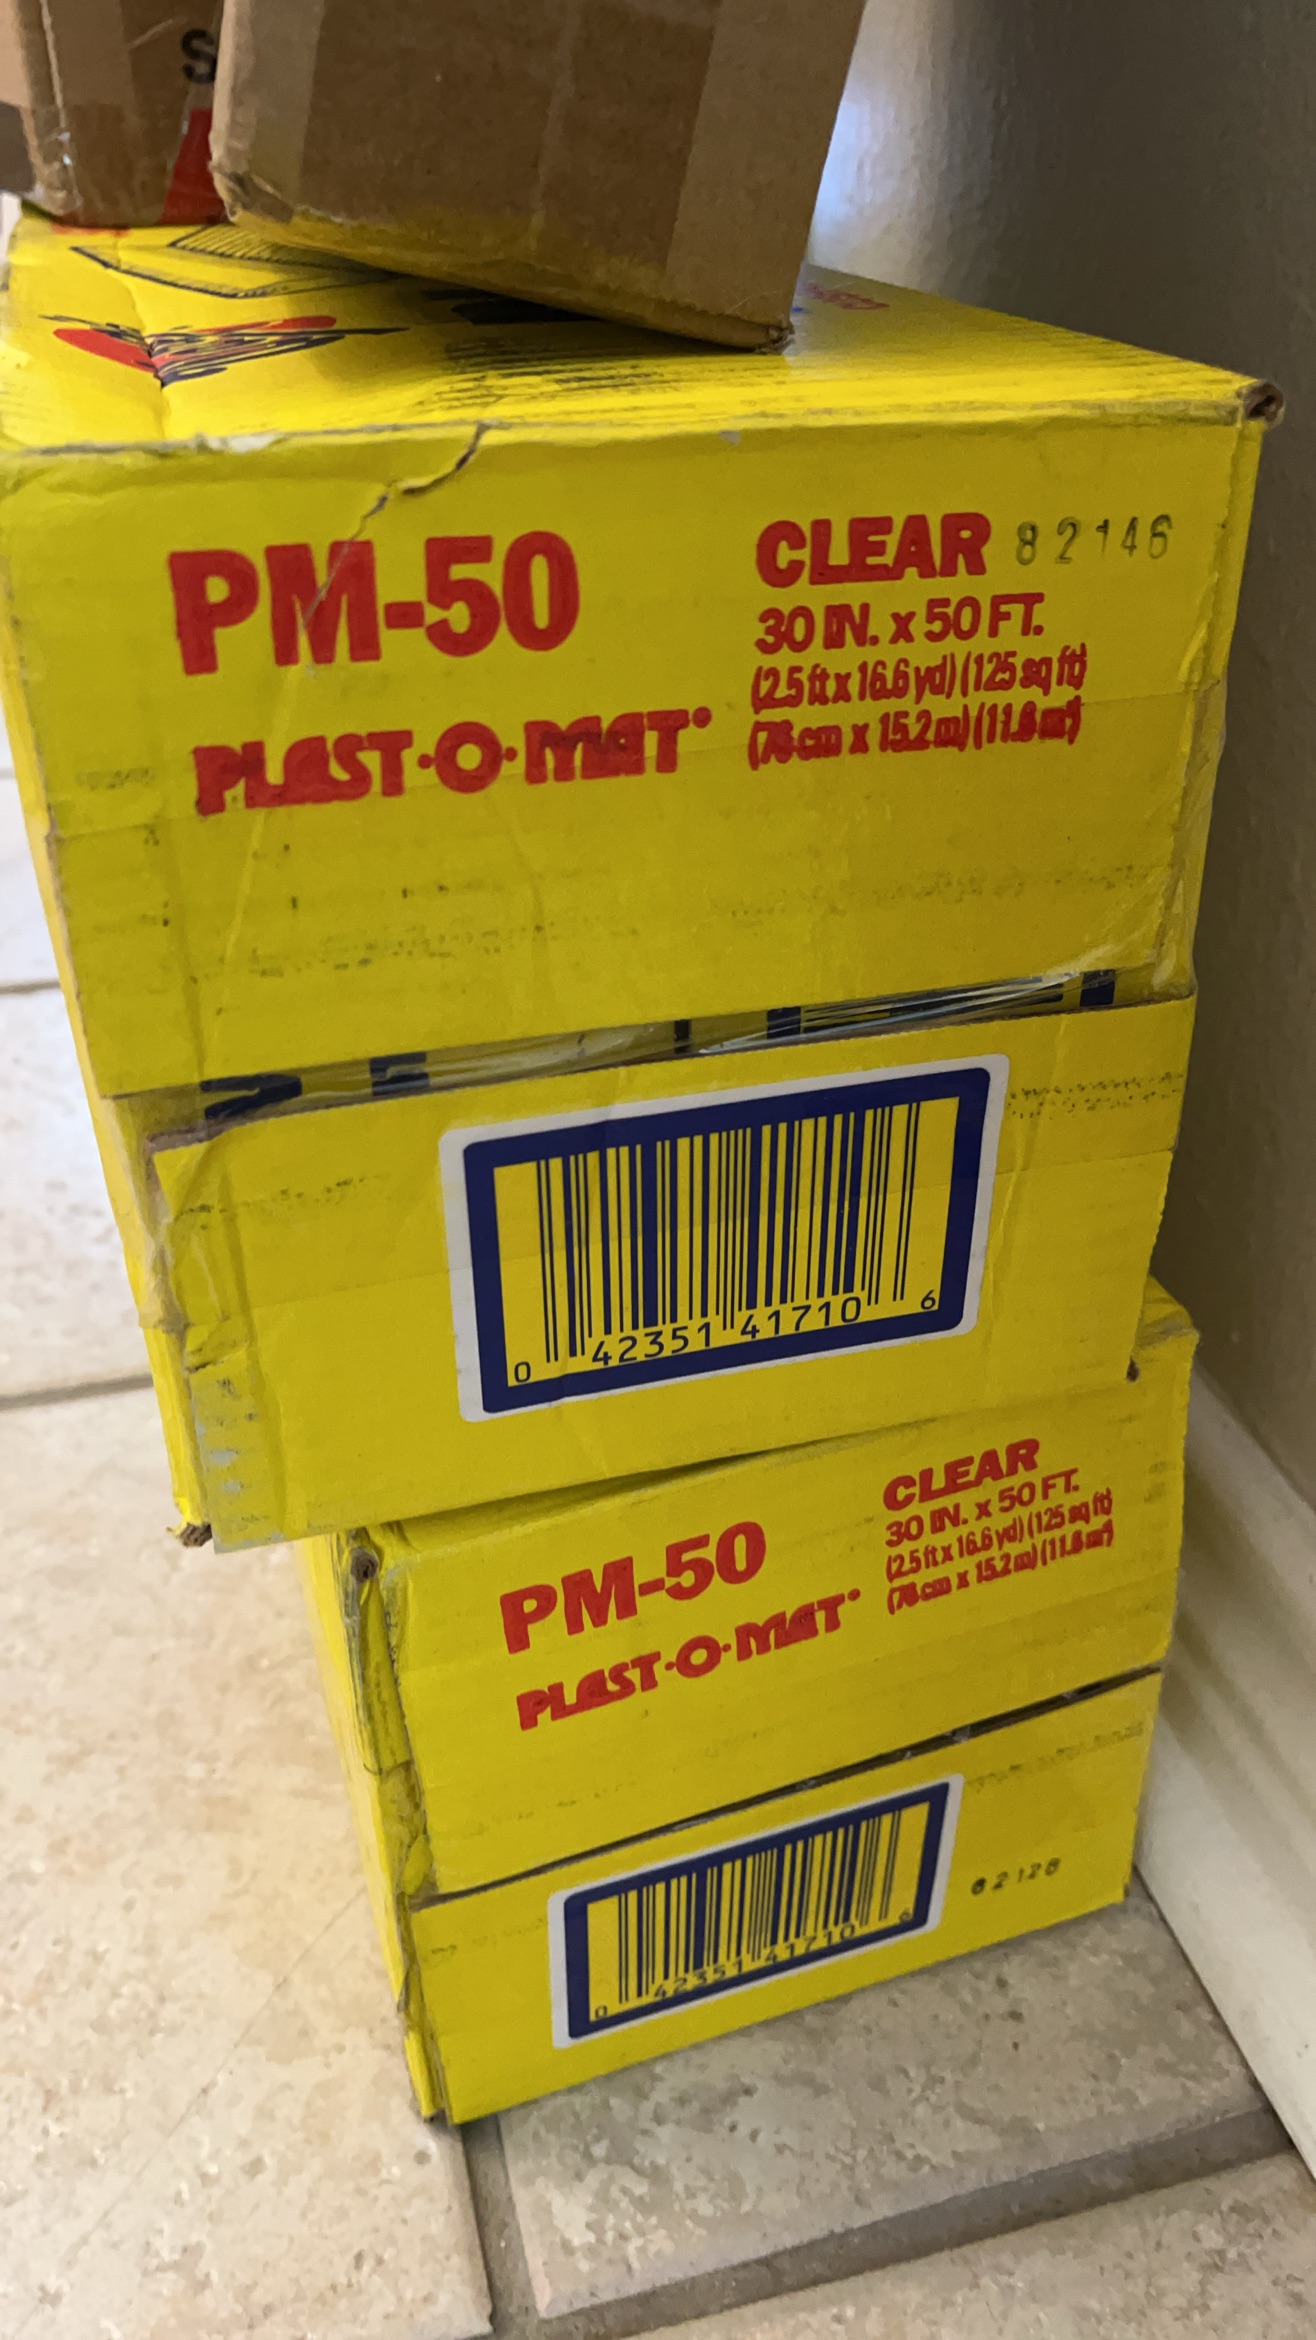 S
PM-50
PLAST·O·MAT
CLEAR 82146
30 IN. x 50 FT.
(2.5 ft x 16.6 yd) (125 sq ft)
(76 cm x 15.2 m) (11.6 m²)
0 42351 41710 6
PM-50
PLAST·O·MAT
CLEAR
30 IN. x 50 FT.
(2.5 ft x 16.6 yd) (125 sq ft)
(76 cm x 15.2 m) (11.6 m²)
0 42351 41710 6
82128